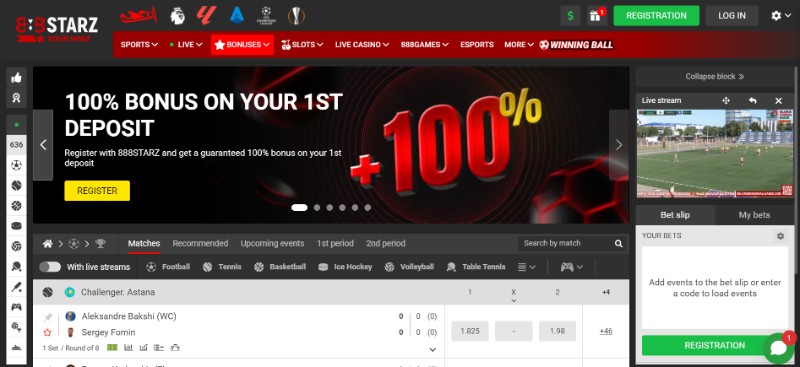 888STARZ
REGISTRATION
LOG IN
1
SPORTS
LIVE
BONUSES
SLOTS
LIVE CASINO
888GAMES
ESPORTS
MORE
WINNING BALL
636
100% BONUS ON YOUR 1ST
DEPOSIT
Register with 888STARZ and get a guaranteed 100% bonus on your 1st
deposit
REGISTER
+100%
Collapse block
Live stream
Bet slip
My bets
YOUR BETS
Add events to the bet slip or enter
a code to load events
REGISTRATION
1
Matches
Recommended
Upcoming events
1st period
2nd period
Search by match
With live streams
Football
Tennis
Basketball
Ice Hockey
Volleyball
Table Tennis
Challenger. Astana
1
X
2
+4
Aleksandre Bakshi (WC)
0
0
(0)
Sergey Fomin
0
0
(0)
1.825
-
1.98
+46
1 Set / Round of 8